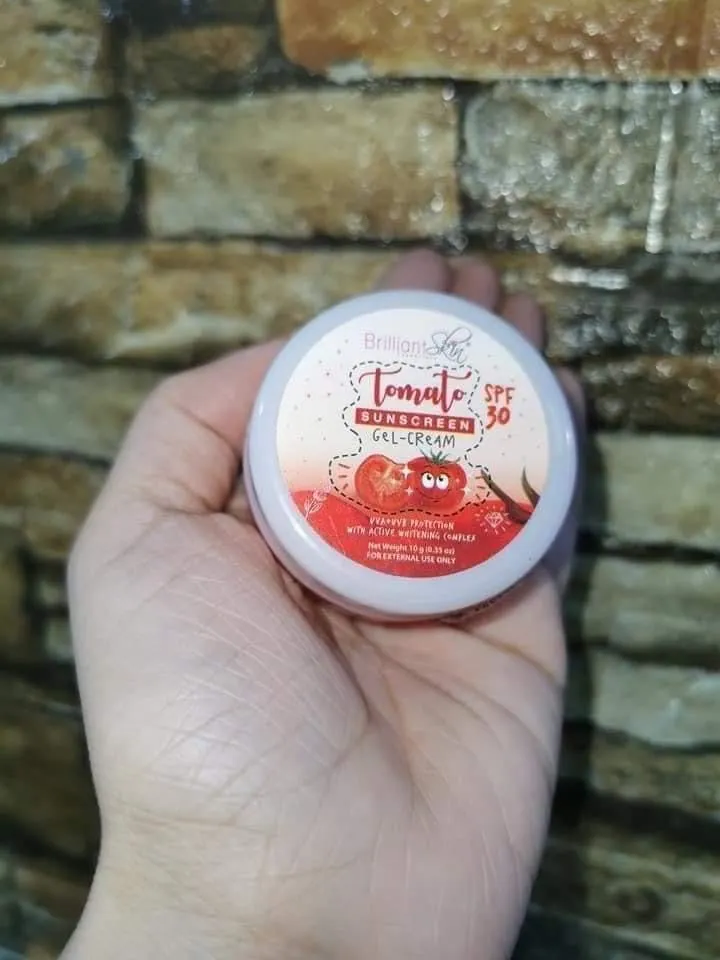 Brilliant Skin
tomato
SPF
30
SUNSCREEN
GEL-CREAM
UVA+UVB PROTECTION
WITH ACTIVE WHITENING COMPLEX
Net Weight 10 g (0.35 oz)
FOR EXTERNAL USE ONLY